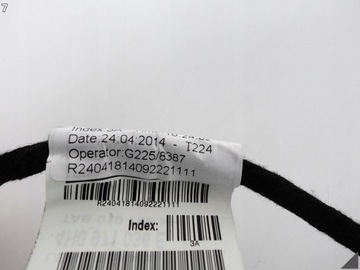 7
Date:24.04:2014 - T224
Operator:G225/8387
R24041814092221111
R24041814092221111
Index:
3A